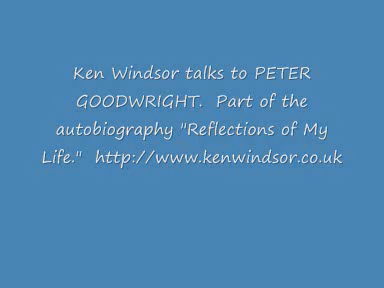 Ken Windsor talks to PETER
GOODWRIGHT. Part of the
autobiography "Reflections of My
Life." http://www.kenwindsor.co.uk